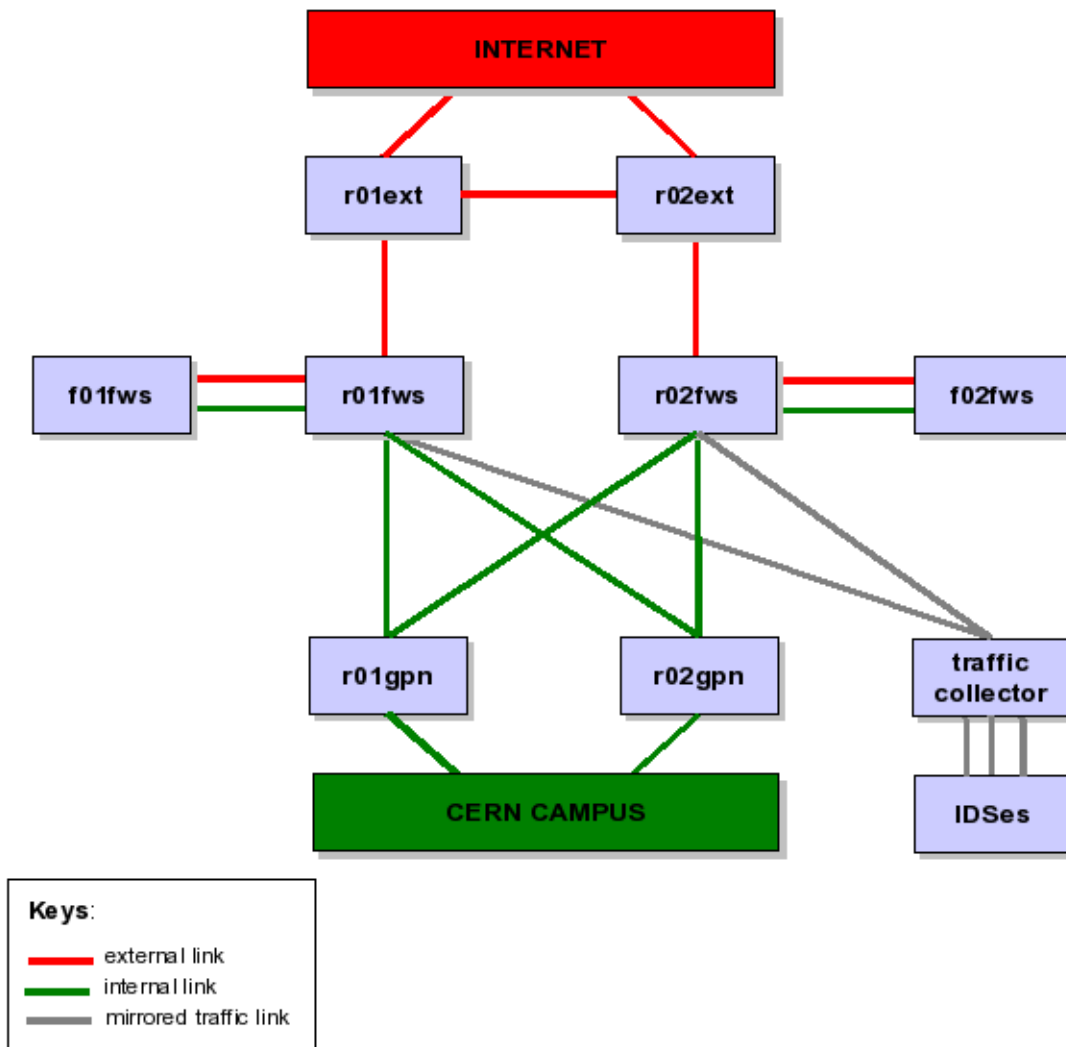 INTERNET
r01ext
r02ext
f01fws
r01fws
r02fws
f02fws
r01gpn
r02gpn
traffic
collector
CERN CAMPUS
IDSes
Keys:
external link
internal link
mirrored traffic link